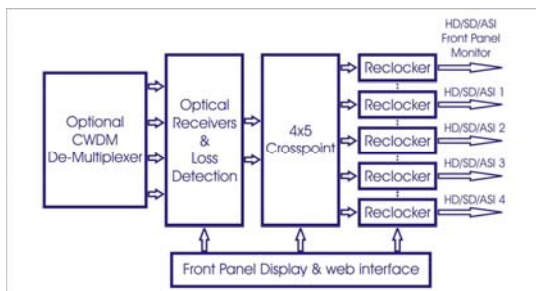 HD/SD/ASI
Front Panel
Monitor
Optional
CWDM
De-Multiplexer
Optical
Receivers
&
Loss
Detection
4x5
Crosspoint
Reclocker
Reclocker
HD/SD/ASI 1
Reclocker
HD/SD/ASI 2
Reclocker
HD/SD/ASI 3
Reclocker
HD/SD/ASI 4
Front Panel Display & web interface